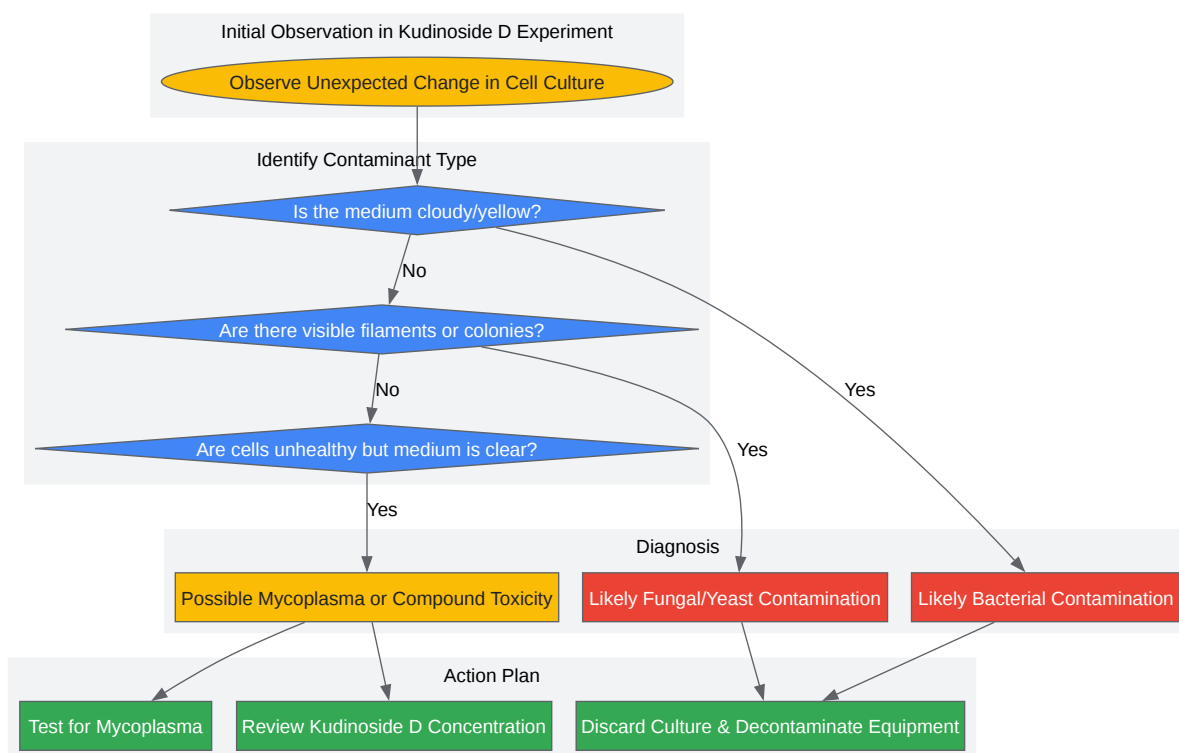 Initial Observation in Kudinoside D Experiment
Observe Unexpected Change in Cell Culture
Identify Contaminant Type
Is the medium cloudy/yellow?
No
Are there visible filaments or colonies?
Yes
No
Yes
Are cells unhealthy but medium is clear?
Yes
Diagnosis
Possible Mycoplasma or Compound Toxicity
Likely Fungal/Yeast Contamination
Likely Bacterial Contamination
Action Plan
Test for Mycoplasma
Review Kudinoside D Concentration
Discard Culture & Decontaminate Equipment